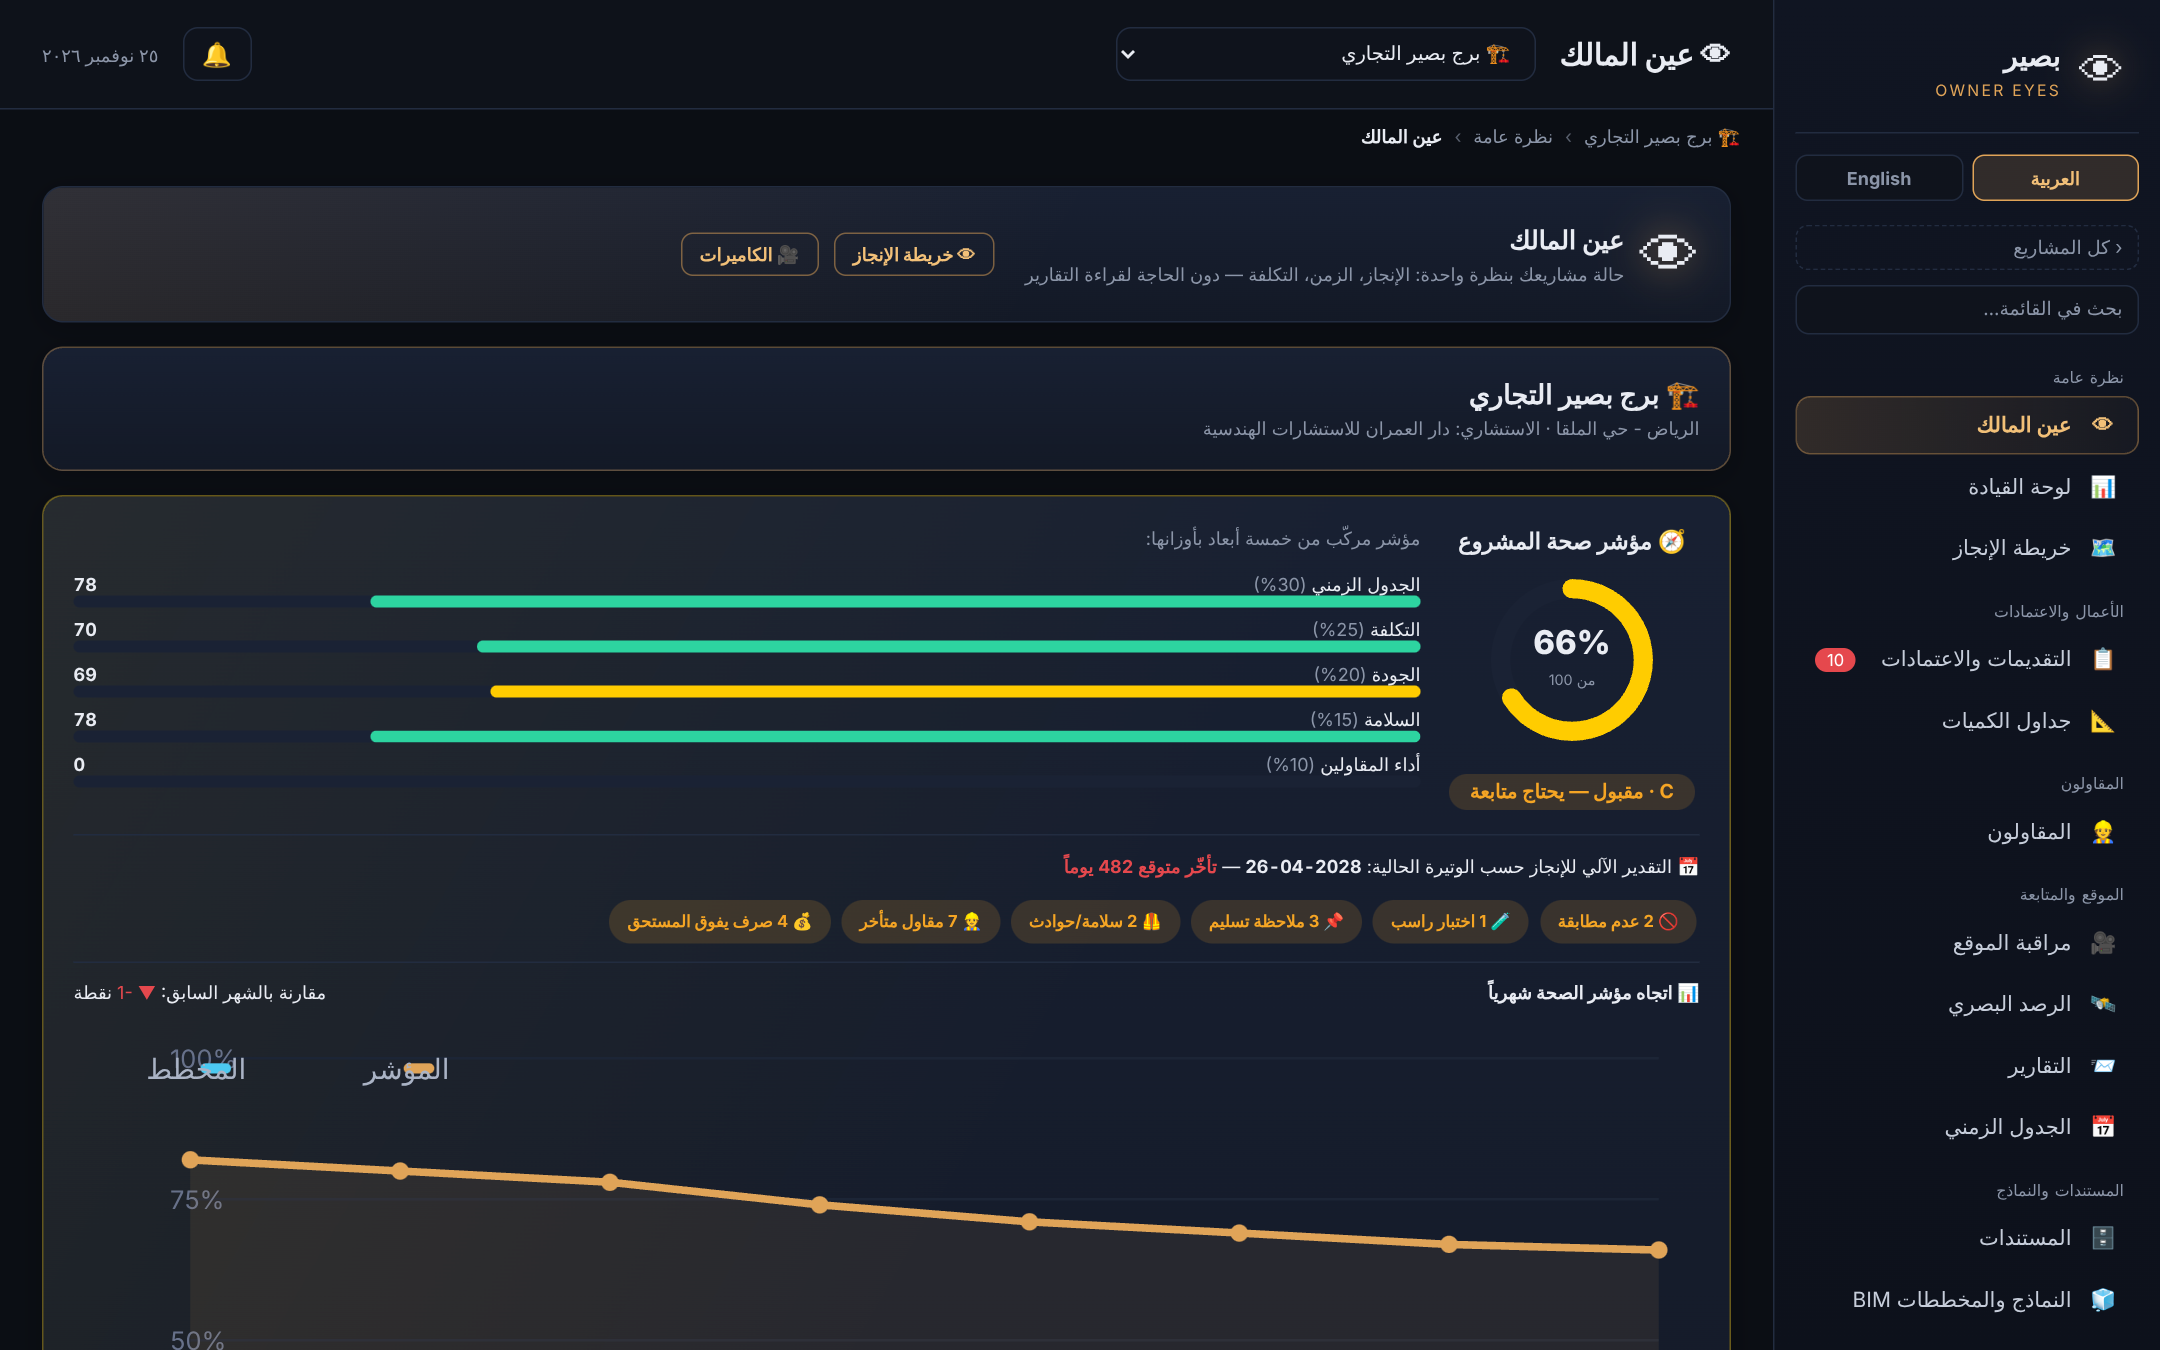 بصير
OWNER EYES
العربية
English
‹ كل المشاريع
بحث في القائمة...
نظرة عامة
عين المالك
لوحة القيادة
خريطة الإنجاز
الأعمال والاعتمادات
التقديمات والاعتمادات 10
جداول الكميات
المقاولون
المقاولون
الموقع والمتابعة
مراقبة الموقع
الرصد البصري
التقارير
الجدول الزمني
المستندات والنماذج
المستندات
النماذج والمخططات BIM
عين المالك
برج بصير التجاري
٢٥ نوفمبر ٢٠٢٦
برج بصير التجاري ‹ نظرة عامة ‹ عين المالك
عين المالك
حالة مشاريعك بنظرة واحدة: الإنجاز، الزمن، التكلفة — دون الحاجة لقراءة التقارير
خريطة الإنجاز
الكاميرات
برج بصير التجاري
الرياض - حي الملقا · الاستشاري: دار العمران للاستشارات الهندسية
مؤشر صحة المشروع
66%
من 100
C · مقبول — يحتاج متابعة
مؤشر مركّب من خمسة أبعاد بأوزانها:
الجدول الزمني (30%) 78
التكلفة (25%) 70
الجودة (20%) 69
السلامة (15%) 78
أداء المقاولين (10%) 0
التقدير الآلي للإنجاز حسب الوتيرة الحالية: 2028-04-26 — تأخّر متوقع 482 يوماً
2 عدم مطابقة
1 اختبار راسب
3 ملاحظة تسليم
2 سلامة/حوادث
7 مقاول متأخر
4 صرف يفوق المستحق
اتجاه مؤشر الصحة شهرياً
مقارنة بالشهر السابق: ▼ -1 نقطة
المؤشر
المخطط
100%
75%
50%